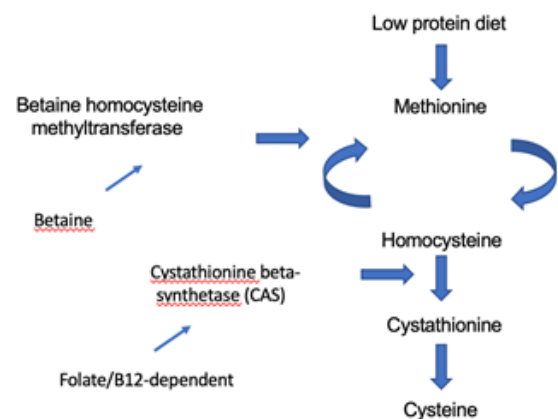 Low protein diet
Methionine
Betaine homocysteine
methyltransferase
Betaine
Homocysteine
Cystathionine beta-
synthetase (CAS)
Cystathionine
Folate/B12-dependent
Cysteine